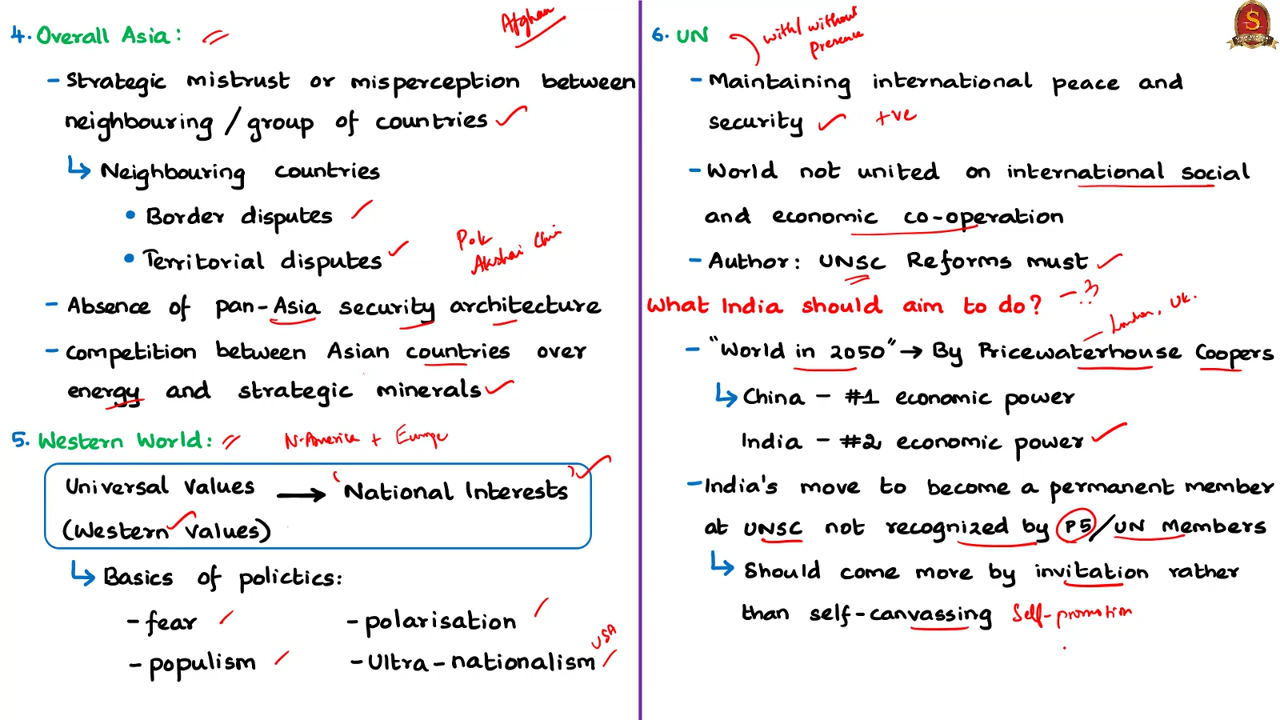 Afghan
4. Overall Asia:
- Strategic mistrust or misperception between
neighbouring / group of countries
↳ Neighbouring countries
• Border disputes
• Territorial disputes
Pok
Akshai Chin
- Absence of pan-Asia security architecture
- Competition between Asian countries over
energy and strategic minerals
5. Western World:
N.America + Europe
Universal values → 'National Interests'
(Western values)
↳ Basics of polictics:
- fear - polarisation
USA
- populism - Ultra-nationalism
6. UN
with/without
presence
- Maintaining international peace and
security +ve
- World not united on international social
and economic co-operation
- Author: UNSC Reforms must
What India should aim to do? - ?
London, UK.
- "World in 2050" → By Pricewaterhouse Coopers
↳ China - #1 economic power
India - #2 economic power
- India's move to become a permanent member
at UNSC not recognized by P5/UN Members
↳ Should come more by invitation rather
than self-canvassing Self-promotion
S